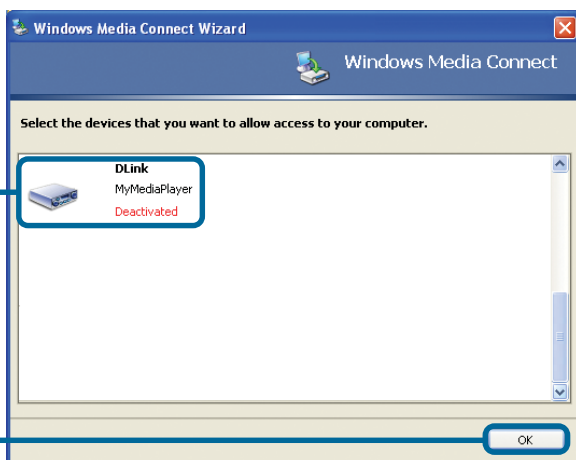 Windows Media Connect Wizard
Windows Media Connect
Select the devices that you want to allow access to your computer.
DLink
MyMediaPlayer
Deactivated
OK